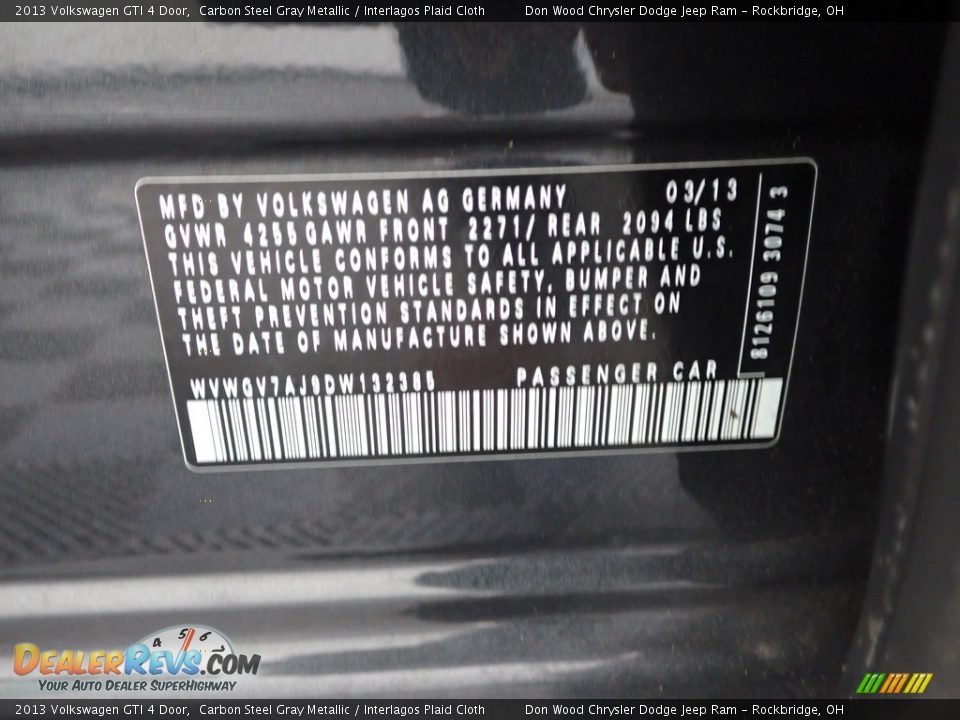 2013 Volkswagen GTI 4 Door, Carbon Steel Gray Metallic / Interlagos Plaid Cloth Don Wood Chrysler Dodge Jeep Ram - Rockbridge, OH
MFD BY VOLKSWAGEN AG GERMANY 03/13
GVWR 4255 GAWR FRONT 2271/ REAR 2094 LBS
THIS VEHICLE CONFORMS TO ALL APPLICABLE U.S.
FEDERAL MOTOR VEHICLE SAFETY, BUMPER AND
THEFT PREVENTION STANDARDS IN EFFECT ON
THE DATE OF MANUFACTURE SHOWN ABOVE.
WVWGV7AJ9DW132385 PASSENGER CAR
8126109 3074 3
4 5 6
DEALERREVS.COM
YOUR AUTO DEALER SUPERHIGHWAY
2013 Volkswagen GTI 4 Door, Carbon Steel Gray Metallic / Interlagos Plaid Cloth Don Wood Chrysler Dodge Jeep Ram - Rockbridge, OH